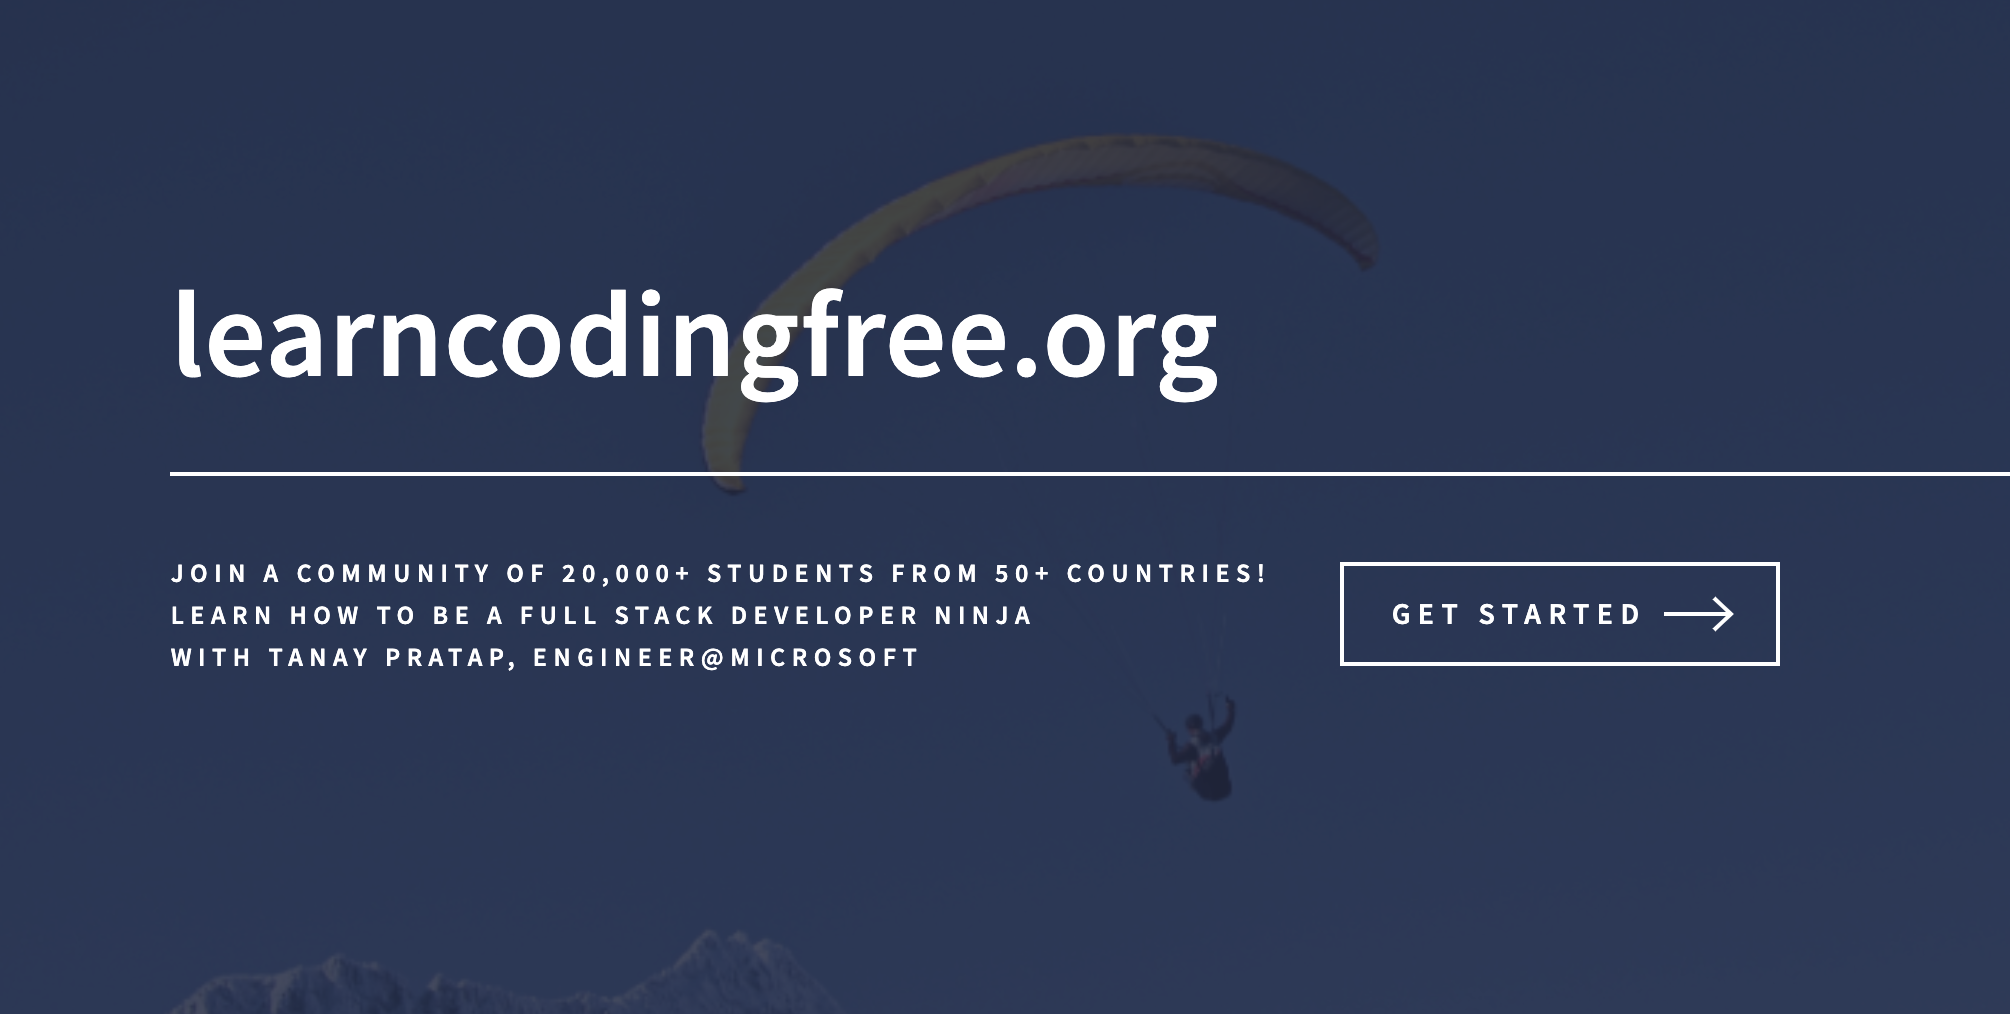 learncodingfree.org
JOIN A COMMUNITY OF 20,000+ STUDENTS FROM 50+ COUNTRIES!
LEARN HOW TO BE A FULL STACK DEVELOPER NINJA
WITH TANAY PRATAP, ENGINEER@MICROSOFT
GET STARTED